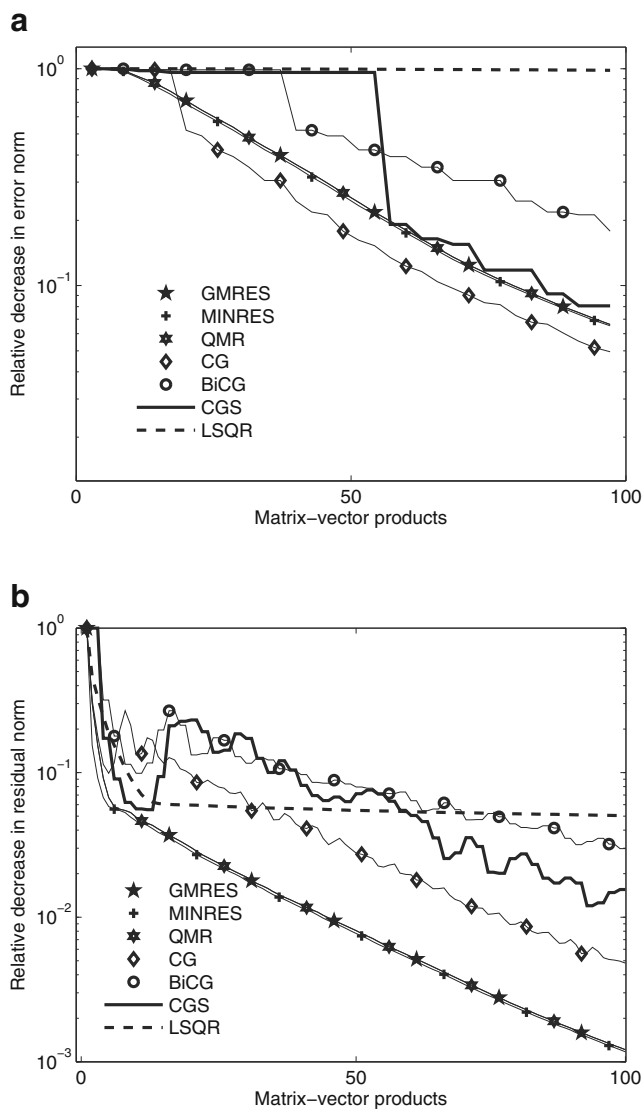 a
Relative decrease in error norm
10^0
10^-1
GMRES
MINRES
QMR
CG
BiCG
CGS
LSQR
0
50
100
Matrix-vector products
b
Relative decrease in residual norm
10^0
10^-1
10^-2
10^-3
GMRES
MINRES
QMR
CG
BiCG
CGS
LSQR
0
50
100
Matrix-vector products